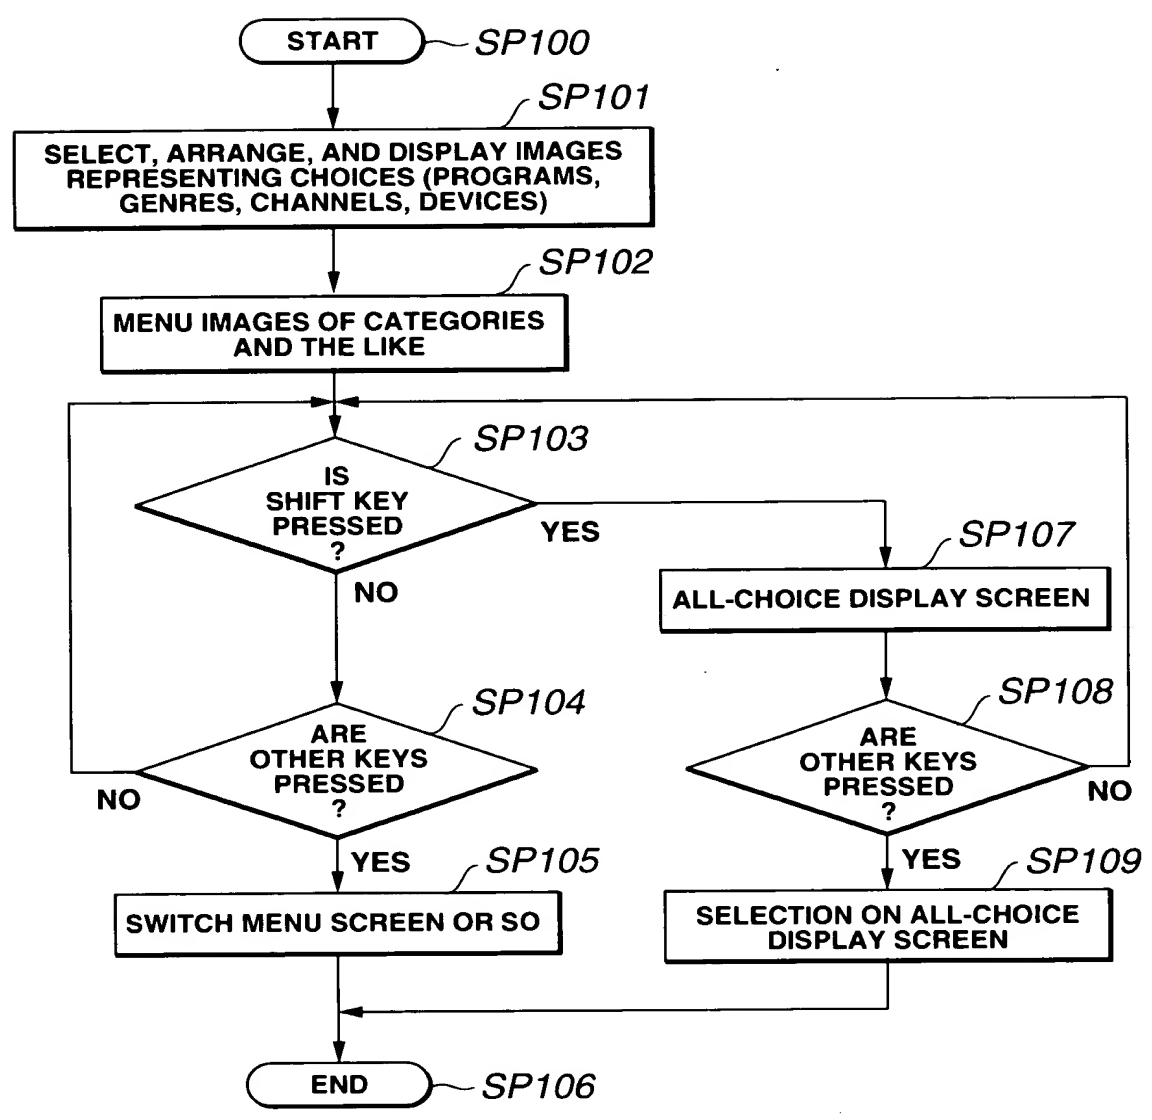 START
SP100
SP101
SELECT, ARRANGE, AND DISPLAY IMAGES
REPRESENTING CHOICES (PROGRAMS,
GENRES, CHANNELS, DEVICES)
SP102
MENU IMAGES OF CATEGORIES
AND THE LIKE
SP103
IS
SHIFT KEY
PRESSED
?
YES
NO
SP107
ALL-CHOICE DISPLAY SCREEN
SP104
ARE
OTHER KEYS
PRESSED
?
NO
YES
SP108
ARE
OTHER KEYS
PRESSED
?
NO
YES
SP105
SWITCH MENU SCREEN OR SO
SP109
SELECTION ON ALL-CHOICE
DISPLAY SCREEN
END
SP106